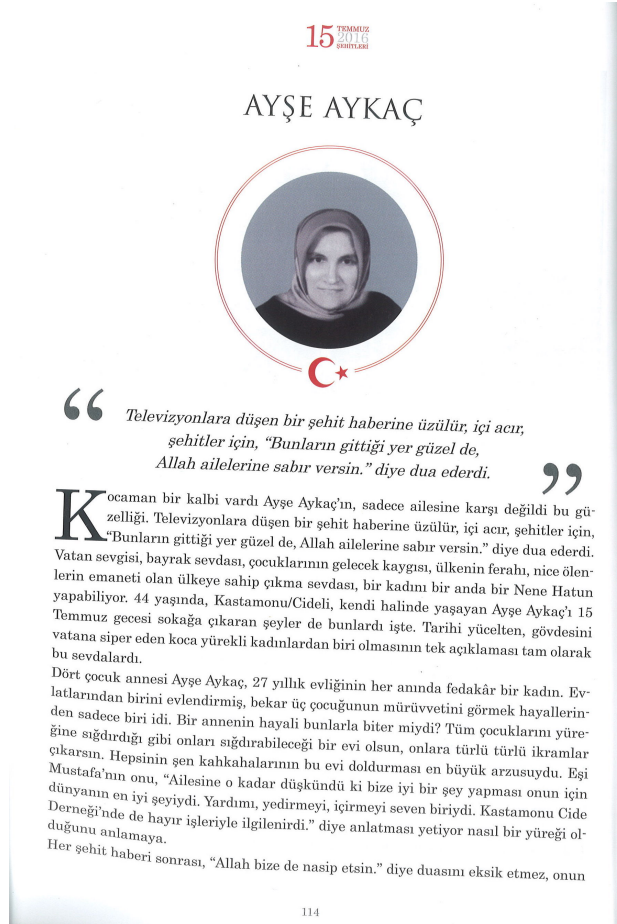 15 TEMMUZ
2016
ŞEHİTLERİ
AYŞE AYKAÇ
“ Televizyonlara düşen bir şehit haberine üzülür, içi acır,
şehitler için, “Bunların gittiği yer güzel de,
Allah ailelerine sabır versin.” diye dua ederdi. ”
Kocaman bir kalbi vardı Ayşe Aykaç’ın, sadece ailesine karşı değildi bu gü-
zelliği. Televizyonlara düşen bir şehit haberine üzülür, içi acır, şehitler için,
“Bunların gittiği yer güzel de, Allah ailelerine sabır versin.” diye dua ederdi.
Vatan sevgisi, bayrak sevdası, çocuklarının gelecek kaygısı, ülkenin ferahı, nice ölen-
lerin emaneti olan ülkeye sahip çıkma sevdası, bir kadını bir anda bir Nene Hatun
yapabiliyor. 44 yaşında, Kastamonu/Cideli, kendi halinde yaşayan Ayşe Aykaç’ı 15
Temmuz gecesi sokağa çıkaran şeyler de bunlardı işte. Tarihi yücelten, gövdesini
vatana siper eden koca yürekli kadınlardan biri olmasının tek açıklaması tam olarak
bu sevdalardı.
Dört çocuk annesi Ayşe Aykaç, 27 yıllık evliğinin her anında fedakâr bir kadın. Ev-
latlarından birini evlendirmiş, bekar üç çocuğunun mürüvvetini görmek hayallerin-
den sadece biri idi. Bir annenin hayali bunlarla biter miydi? Tüm çocuklarını yüre-
ğine sığdırdığı gibi onları sığdırabileceği bir evi olsun, onlara türlü türlü ikramlar
çıkarsın. Hepsinin şen kahkahalarının bu evi doldurması en büyük arzusuydu. Eşi
Mustafa’nın onu, “Ailesine o kadar düşkündü ki bize iyi bir şey yapması onun için
dünyanın en iyi şeyiydi. Yardımı, yedirmeyi, içirmeyi seven biriydi. Kastamonu Cide
Derneği’nde de hayır işleriyle ilgilenirdi.” diye anlatması yetiyor nasıl bir yüreği ol-
duğunu anlamaya.
Her şehit haberi sonrası, “Allah bize de nasip etsin.” diye duasını eksik etmez, onun
114